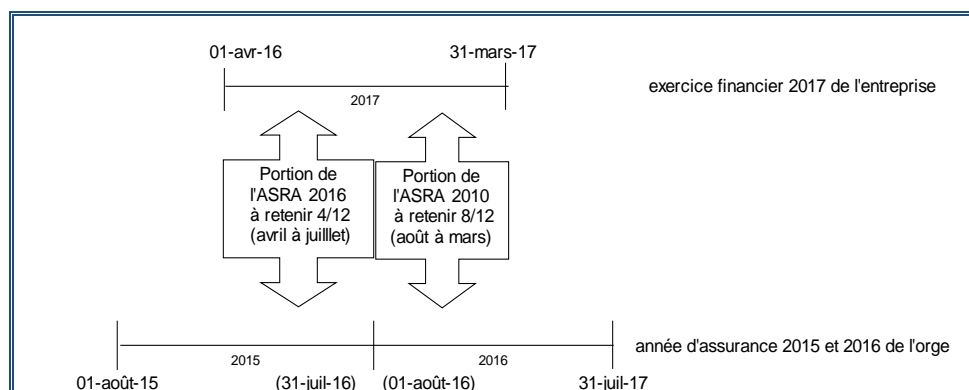 01-avr-16 31-mars-17
exercice financier 2017 de l'entreprise
2017
Portion de
l'ASRA 2016
à retenir 4/12
(avril à juilllet)
Portion de
l'ASRA 2010
à retenir 8/12
(août à mars)
année d'assurance 2015 et 2016 de l'orge
2015 2016
01-août-15 (31-juil-16) (01-août-16) 31-juil-17